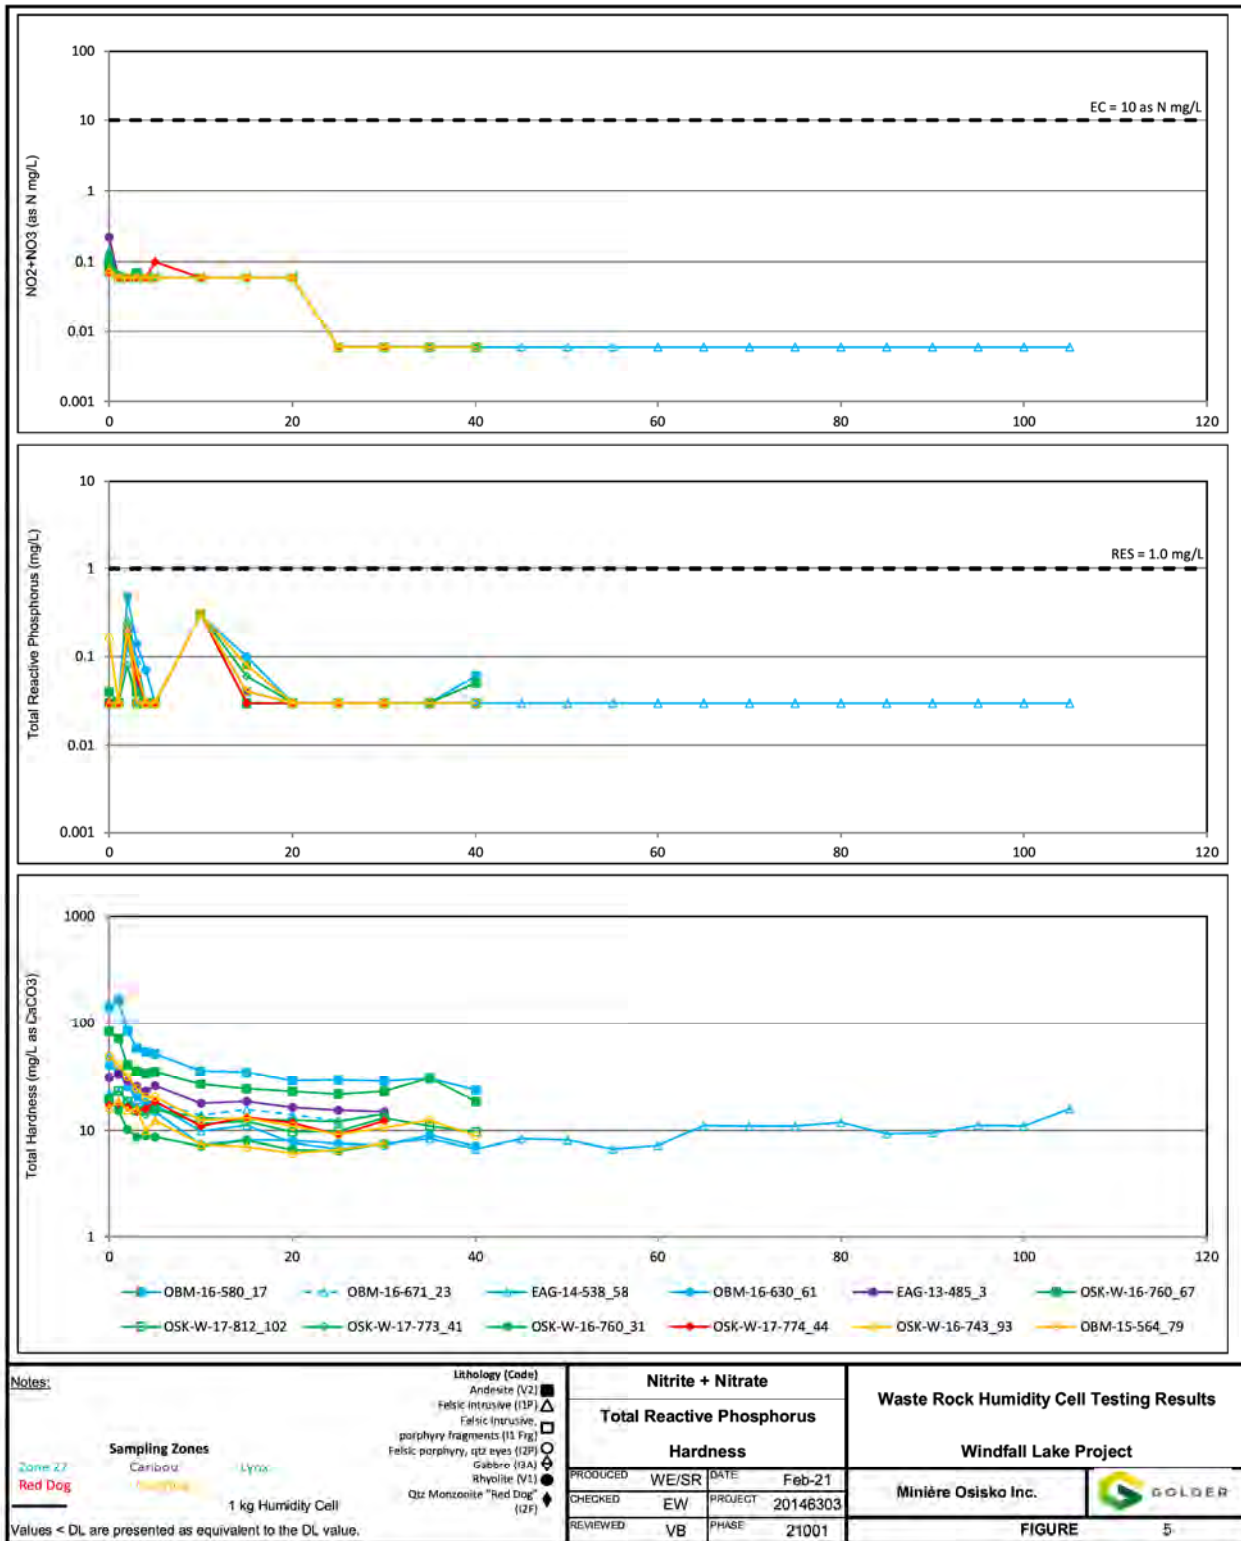 100
10
1
0.1
0.01
0.001
0 20 40 60 80 100 120
NO2+NO3 (as N mg/L)
EC = 10 as N mg/L
10
1
0.1
0.01
0.001
0 20 40 60 80 100 120
Total Reactive Phosphorus (mg/L)
RES = 1.0 mg/L
1000
100
10
1
0 20 40 60 80 100 120
Total Hardness (mg/L as CaCO3)
OBM-16-580_17 OBM-16-671_23 EAG-14-538_58 OBM-16-630_61 EAG-13-485_3 OSK-W-16-760_67
OSK-W-17-812_102 OSK-W-17-773_41 OSK-W-16-760_31 OSK-W-17-774_44 OSK-W-16-743_93 OBM-15-564_79
Notes:
Sampling Zones
Zone 27 Caribou Lynx
Red Dog
1 kg Humidity Cell
Values < DL are presented as equivalent to the DL value.
Lithology (Code)
Andesite (V2)
Felsic intrusive (I1P)
Felsic Intrusive,
porphyry fragments (I1 Frg)
Felsic porphyry, qtz eyes (I2P)
Gabbro (I3A)
Rhyolite (V1)
Qtz Monzonite "Red Dog"
(I2F)
Nitrite + Nitrate
Total Reactive Phosphorus
Hardness
PRODUCED WE/SR DATE Feb-21
CHECKED EW PROJECT 20146303
REVIEWED VB PHASE 21001
Waste Rock Humidity Cell Testing Results
Windfall Lake Project
Minière Osisko Inc.
GOLDER
FIGURE 5